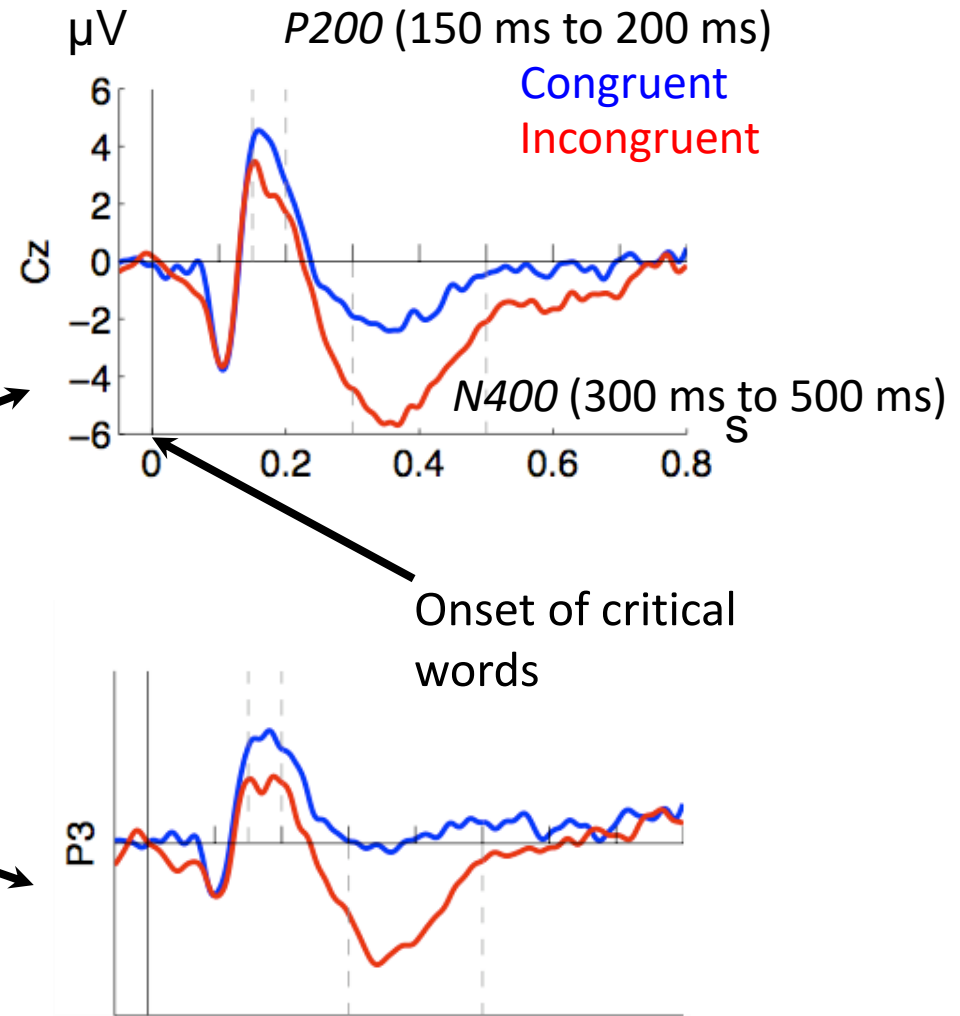 µV
P200 (150 ms to 200 ms)
Congruent
Incongruent
6
4
2
0
−2
−4
−6
Cz
N400 (300 ms to 500 ms)
s
0 0.2 0.4 0.6 0.8
Onset of critical
words
P3